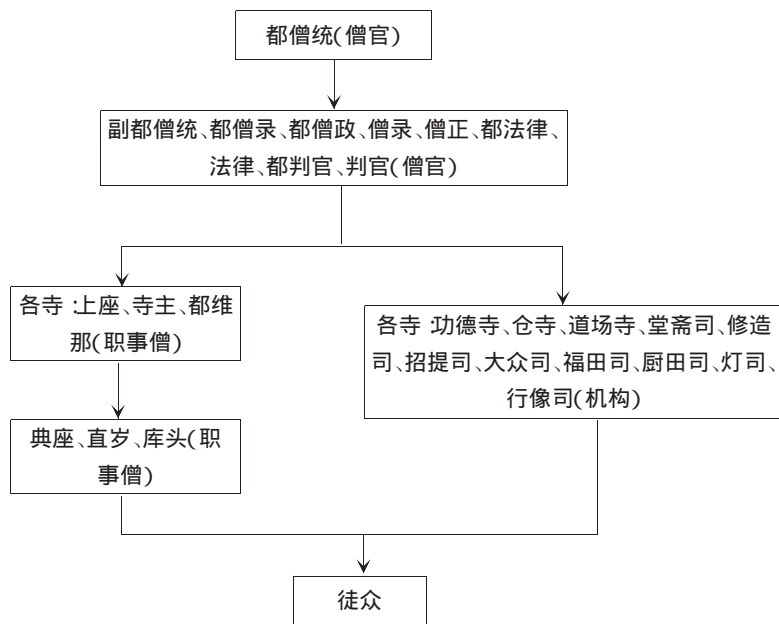 都僧统(僧官)
副都僧统、都僧录、都僧政、僧录、僧正、都法律、
法律、都判官、判官(僧官)
各寺:上座、寺主、都维
那(职事僧)
各寺:功德寺、仓寺、道场寺、堂斋司、修造
司、招提司、大众司、福田司、厨田司、灯司、
行像司(机构)
典座、直岁、库头(职
事僧)
徒众